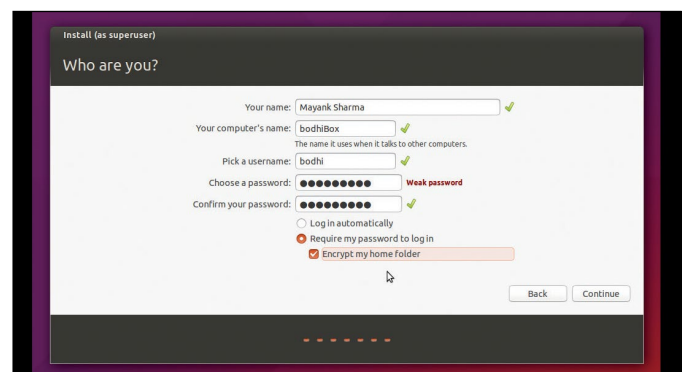 Install (as superuser)
Who are you?
Your name: Mayank Sharma
Your computer's name: bodhiBox
The name it uses when it talks to other computers.
Pick a username: bodhi
Choose a password: ●●●●●●●●● Weak password
Confirm your password: ●●●●●●●●●
Log in automatically
Require my password to log in
Encrypt my home folder
Back Continue